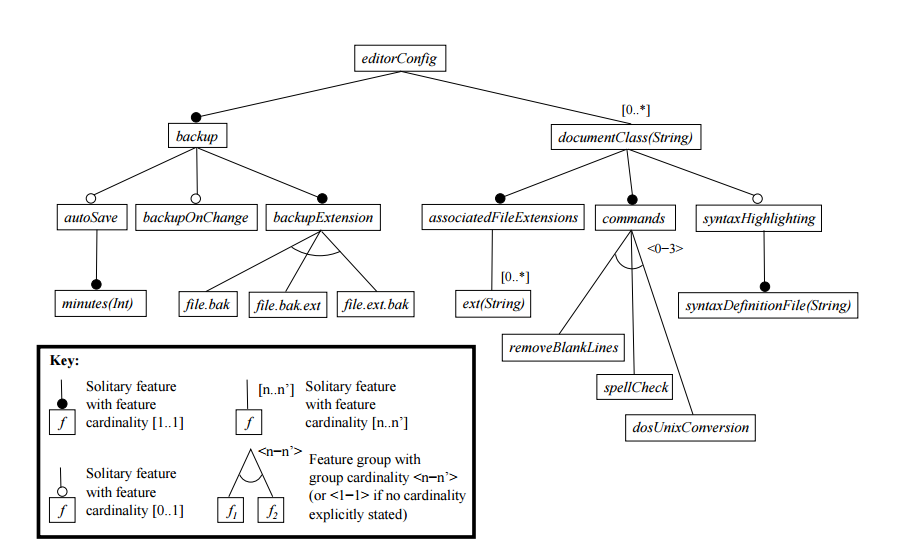 editorConfig
[0..*]
backup
documentClass(String)
autoSave
backupOnChange
backupExtension
associatedFileExtensions
commands
syntaxHighlighting
<0−3>
[0..*]
minutes(Int)
file.bak
file.bak.ext
file.ext.bak
ext(String)
syntaxDefinitionFile(String)
removeBlankLines
spellCheck
dosUnixConversion
Key:
f
Solitary feature
with feature
cardinality [1..1]
[n..n’]
f
Solitary feature
with feature
cardinality [n..n’]
f
Solitary feature
with feature
cardinality [0..1]
<n−n’>
f1
f2
Feature group with
group cardinality <n−n’>
(or <1−1> if no cardinality
explicitly stated)